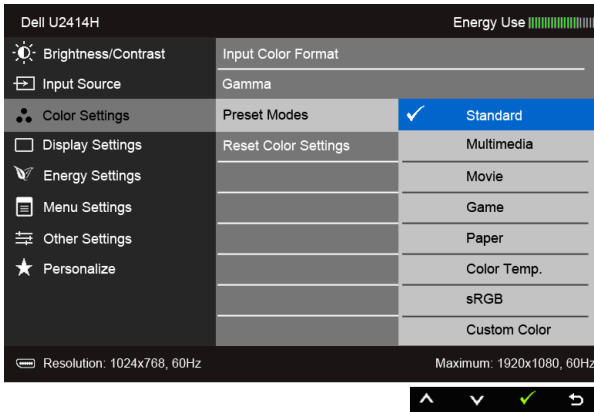 Dell U2414H Energy Use
Brightness/Contrast Input Color Format
Input Source Gamma
Color Settings Preset Modes Standard
Display Settings Reset Color Settings Multimedia
Energy Settings Movie
Menu Settings Game
Other Settings Paper
Personalize Color Temp.
sRGB
Custom Color
Resolution: 1024x768, 60Hz Maximum: 1920x1080, 60Hz